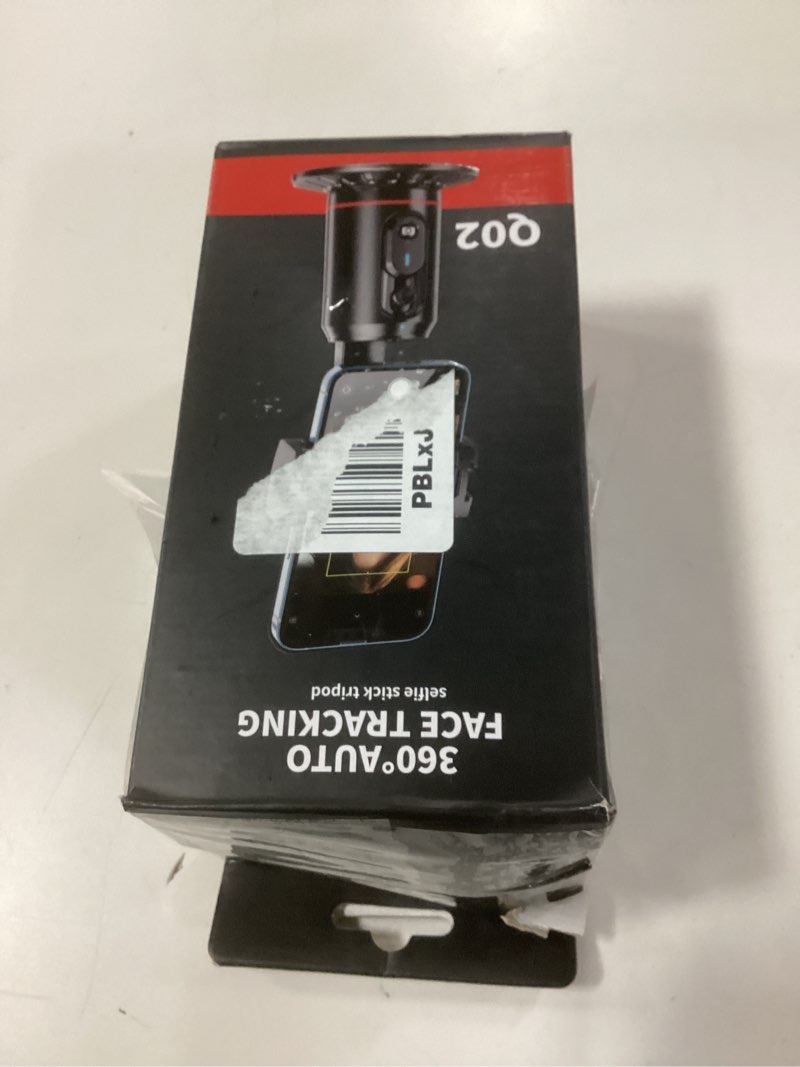 360°AUTO
FACE TRACKING
selfie stick tripod
PBLxJ
Q02